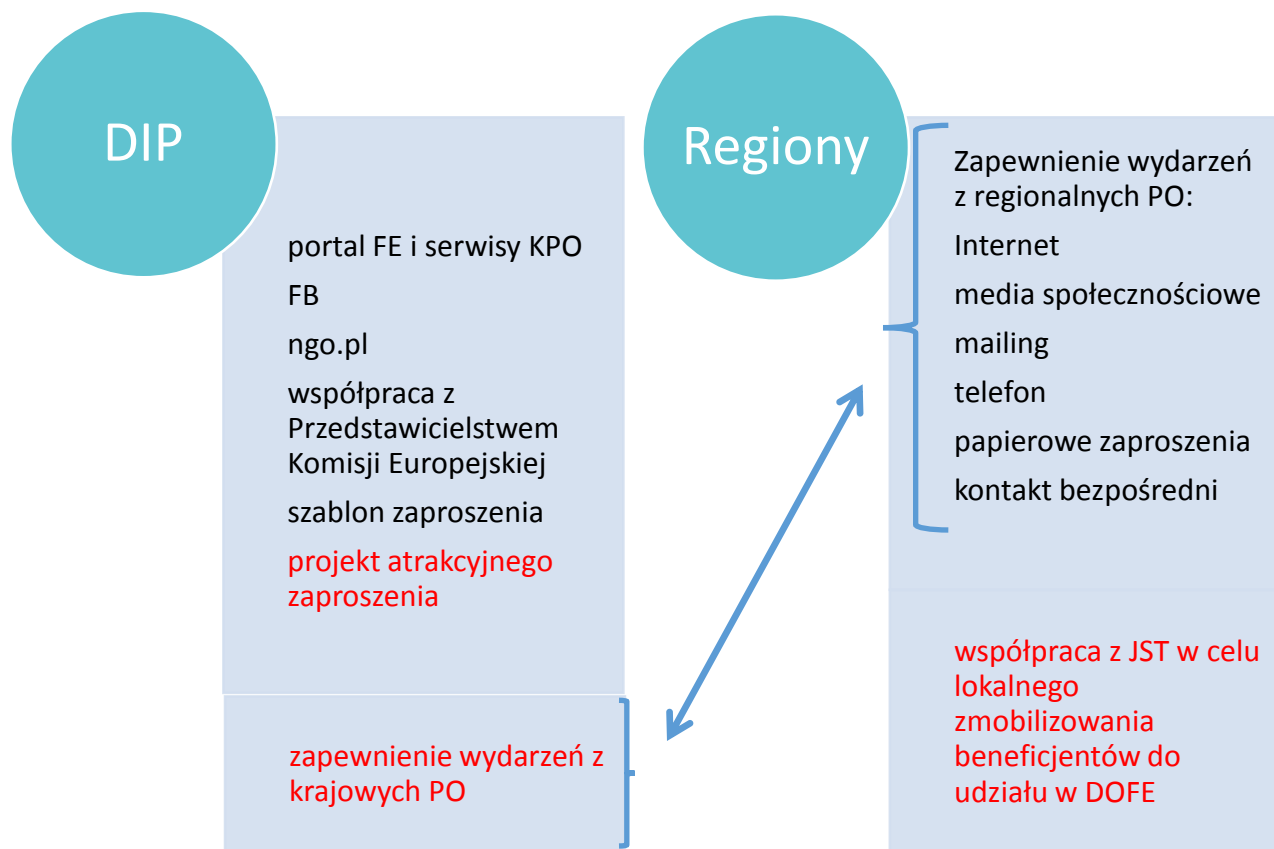 DIP
portal FE i serwisy KPO
FB
ngo.pl
współpraca z
Przedstawicielstwem
Komisji Europejskiej
szablon zaproszenia
projekt atrakcyjnego
zaproszenia
zapewnienie wydarzeń z
krajowych PO
Regiony
Zapewnienie wydarzeń
z regionalnych PO:
Internet
media społecznościowe
mailing
telefon
papierowe zaproszenia
kontakt bezpośredni
współpraca z JST w celu
lokalnego
zmobilizowania
beneficjentów do
udziału w DOFE